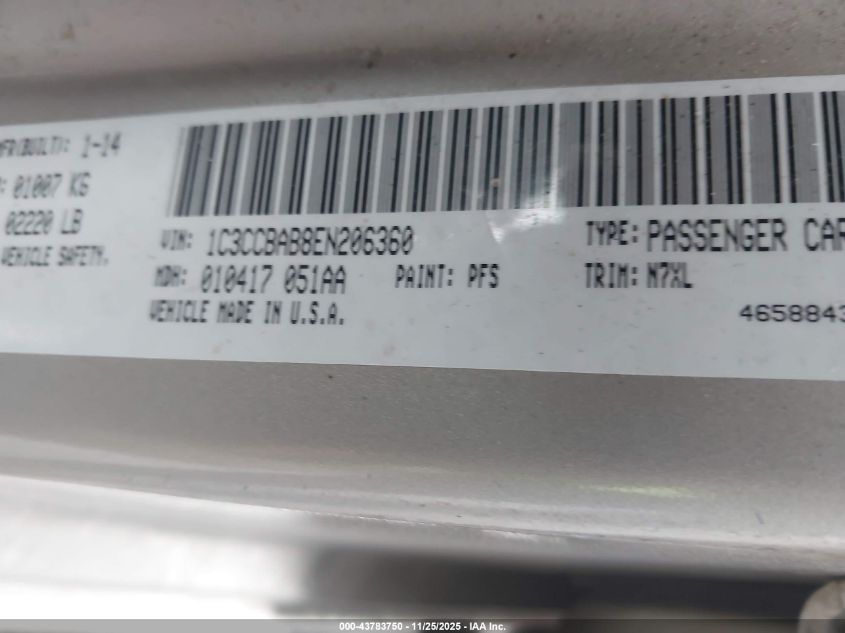 MFR(BUILT): 1-14
: 01007 KG
02220 LB
VEHICLE SAFETY.
VIN: 1C3CCBAB8EN206360
TYPE: PASSENGER CAR
MDH: 010417 051AA
PAINT: PFS
TRIM: N7XL
VEHICLE MADE IN U.S.A.
4658843
000-43783750 — 11/25/2025 - IAA Inc.